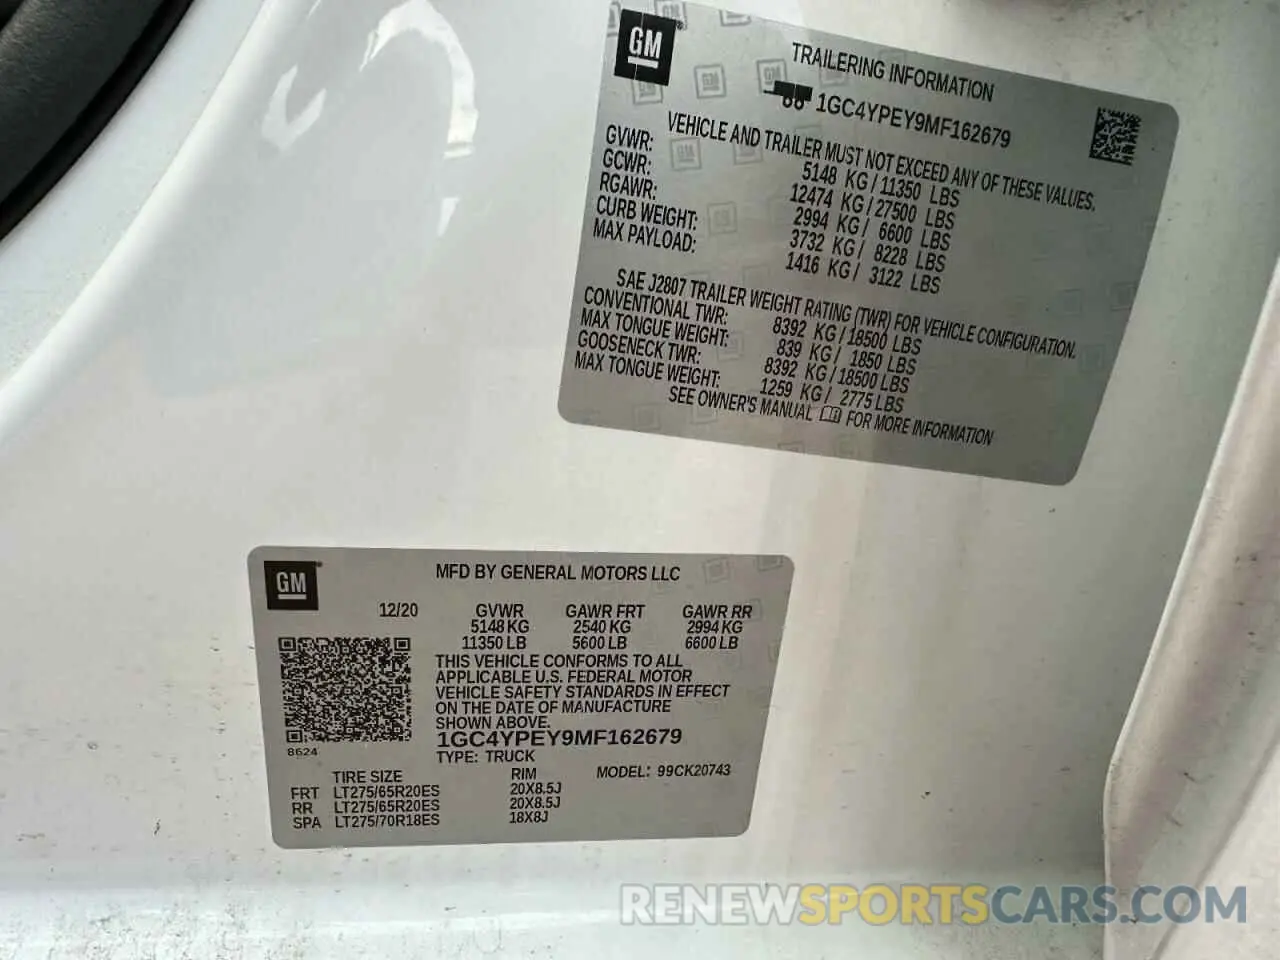 GM
TRAILERING INFORMATION
1GC4YPEY9MF162679
VEHICLE AND TRAILER MUST NOT EXCEED ANY OF THESE VALUES.
GVWR: 5148 KG / 11350 LBS
GCWR: 12474 KG / 27500 LBS
RGAWR: 2994 KG / 6600 LBS
CURB WEIGHT: 3732 KG / 8228 LBS
MAX PAYLOAD: 1416 KG / 3122 LBS
SAE J2807 TRAILER WEIGHT RATING (TWR) FOR VEHICLE CONFIGURATION.
CONVENTIONAL TWR: 8392 KG / 18500 LBS
MAX TONGUE WEIGHT: 839 KG / 1850 LBS
GOOSENECK TWR: 8392 KG / 18500 LBS
MAX TONGUE WEIGHT: 1259 KG / 2775 LBS
SEE OWNER'S MANUAL FOR MORE INFORMATION
GM
MFD BY GENERAL MOTORS LLC
12/20 GVWR GAWR FRT GAWR RR
5148 KG 2540 KG 2994 KG
11350 LB 5600 LB 6600 LB
THIS VEHICLE CONFORMS TO ALL
APPLICABLE U.S. FEDERAL MOTOR
VEHICLE SAFETY STANDARDS IN EFFECT
ON THE DATE OF MANUFACTURE
SHOWN ABOVE.
8624
1GC4YPEY9MF162679
TYPE: TRUCK
TIRE SIZE RIM MODEL: 99CK20743
FRT LT275/65R20ES 20X8.5J
RR LT275/65R20ES 20X8.5J
SPA LT275/70R18ES 18X8J
RENEWSPORTSCARS.COM